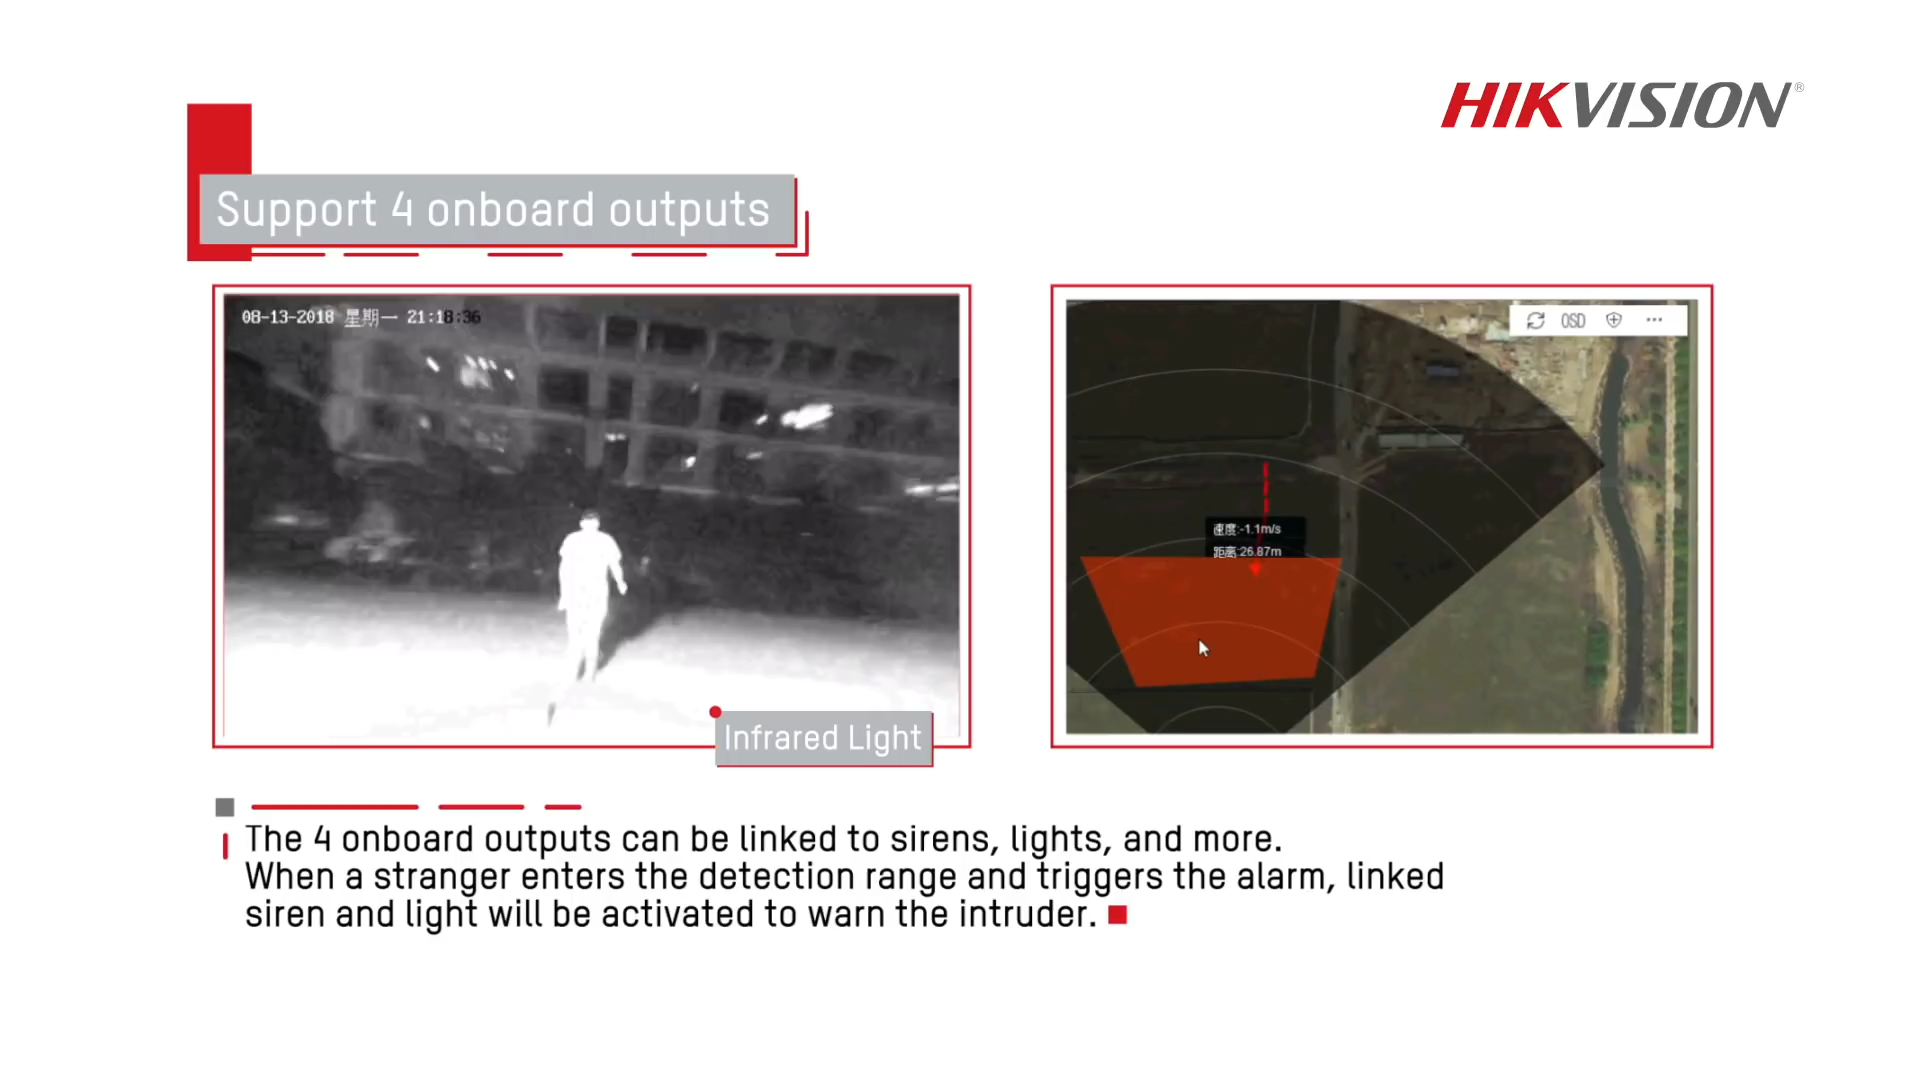 HIKVISION®
Support 4 onboard outputs
08-13-2018 星期一 21:18:36
OSD
速度:-1.1m/s
距离:26.87m
Infrared Light
The 4 onboard outputs can be linked to sirens, lights, and more.
When a stranger enters the detection range and triggers the alarm, linked
siren and light will be activated to warn the intruder.